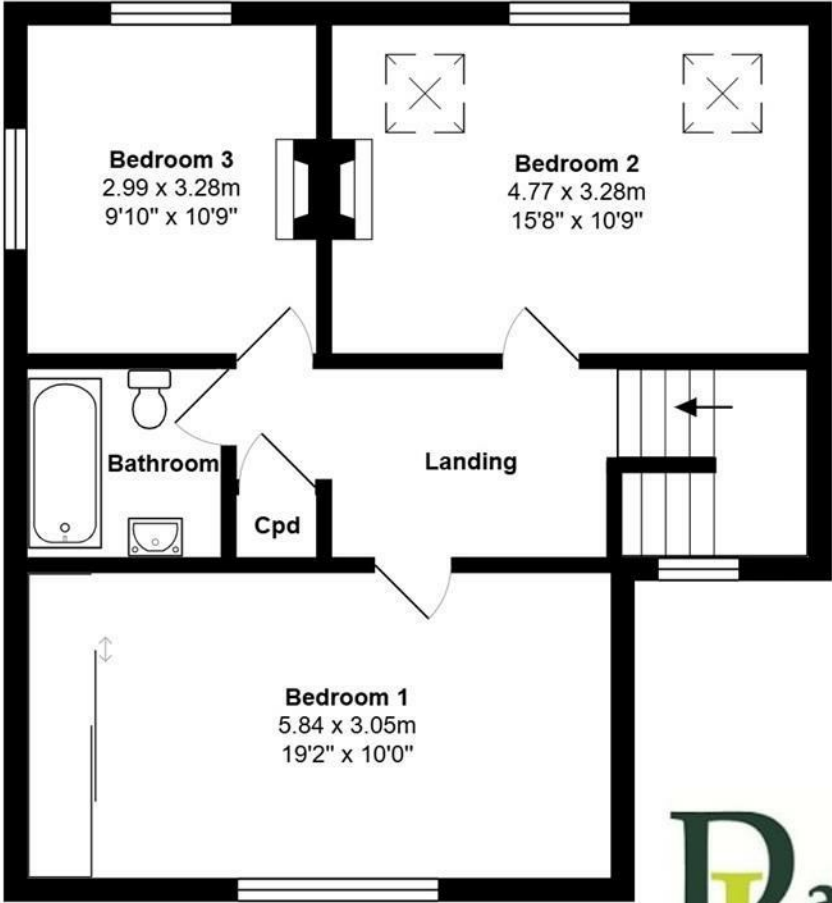 Bedroom 3
2.99 x 3.28m
9'10" x 10'9"
Bedroom 2
4.77 x 3.28m
15'8" x 10'9"
Bathroom
Landing
Cpd
Bedroom 1
5.84 x 3.05m
19'2" x 10'0"